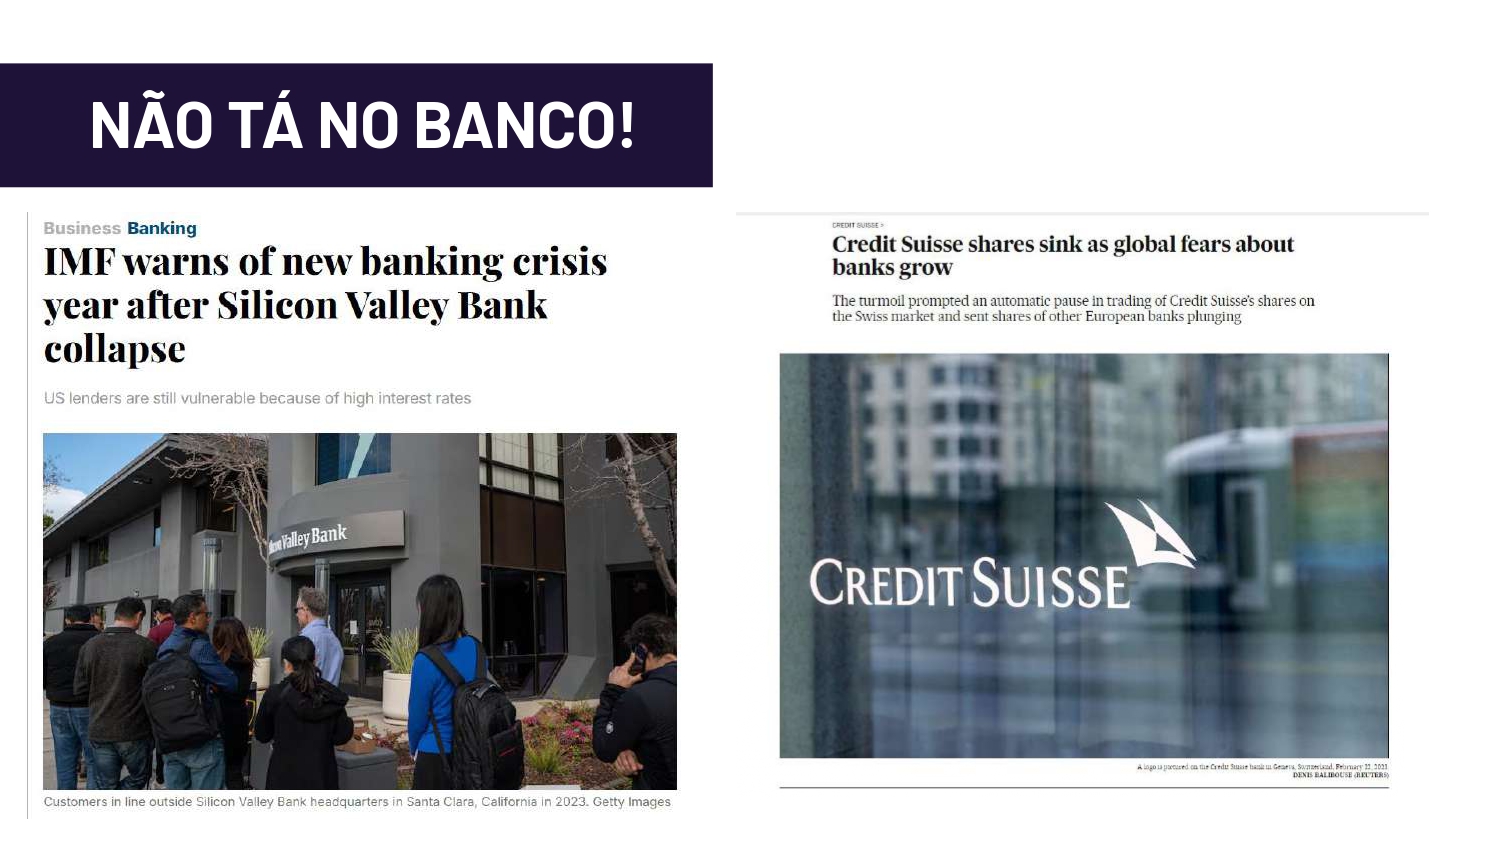 NÃO TÁ NO BANCO!
Business Banking
IMF warns of new banking crisis
year after Silicon Valley Bank
collapse
US lenders are still vulnerable because of high interest rates
Valley Bank
Customers in line outside Silicon Valley Bank headquarters in Santa Clara, California in 2023. Getty Images
CREDIT SUISSE >
Credit Suisse shares sink as global fears about
banks grow
The turmoil prompted an automatic pause in trading of Credit Suisse's shares on
the Swiss market and sent shares of other European banks plunging
CREDIT SUISSE
A logo is pictured on the Credit Suisse bank in Geneva, Switzerland, February 22, 2023.
DENIS BALIBOUSE (REUTERS)